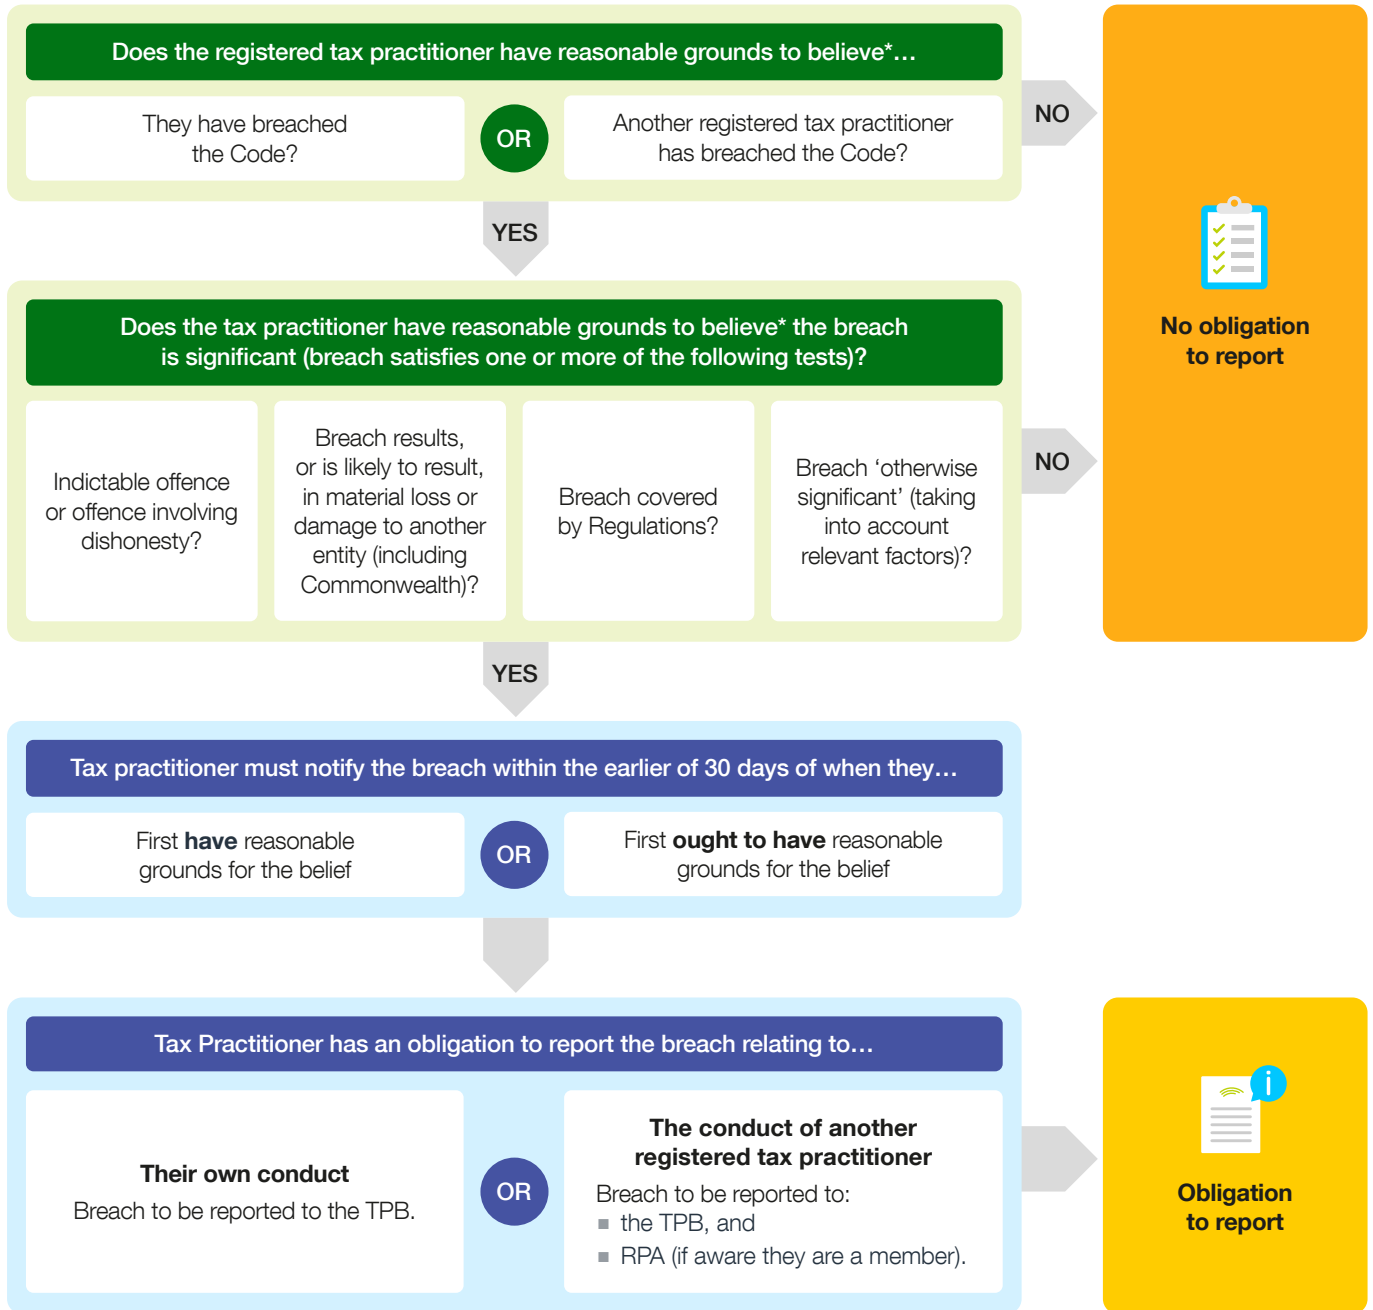 Does the registered tax practitioner have reasonable grounds to believe*...
They have breached
the Code?
OR
Another registered tax practitioner
has breached the Code?
NO
YES
No obligation
to report
Does the tax practitioner have reasonable grounds to believe* the breach
is significant (breach satisfies one or more of the following tests)?
Indictable offence
or offence involving
dishonesty?
Breach results,
or is likely to result,
in material loss or
damage to another
entity (including
Commonwealth)?
Breach covered
by Regulations?
Breach ‘otherwise
significant’ (taking
into account
relevant factors)?
NO
YES
Tax practitioner must notify the breach within the earlier of 30 days of when they...
First have reasonable
grounds for the belief
OR
First ought to have reasonable
grounds for the belief
Tax Practitioner has an obligation to report the breach relating to...
Their own conduct
Breach to be reported to the TPB.
OR
The conduct of another
registered tax practitioner
Breach to be reported to:
■ the TPB, and
■ RPA (if aware they are a member).
i
Obligation
to report